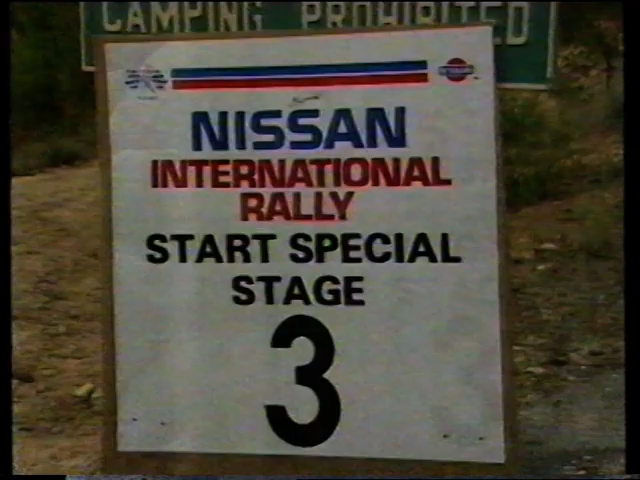 CAMPING PROHIBITED
NISSAN
INTERNATIONAL
RALLY
START SPECIAL
STAGE
3